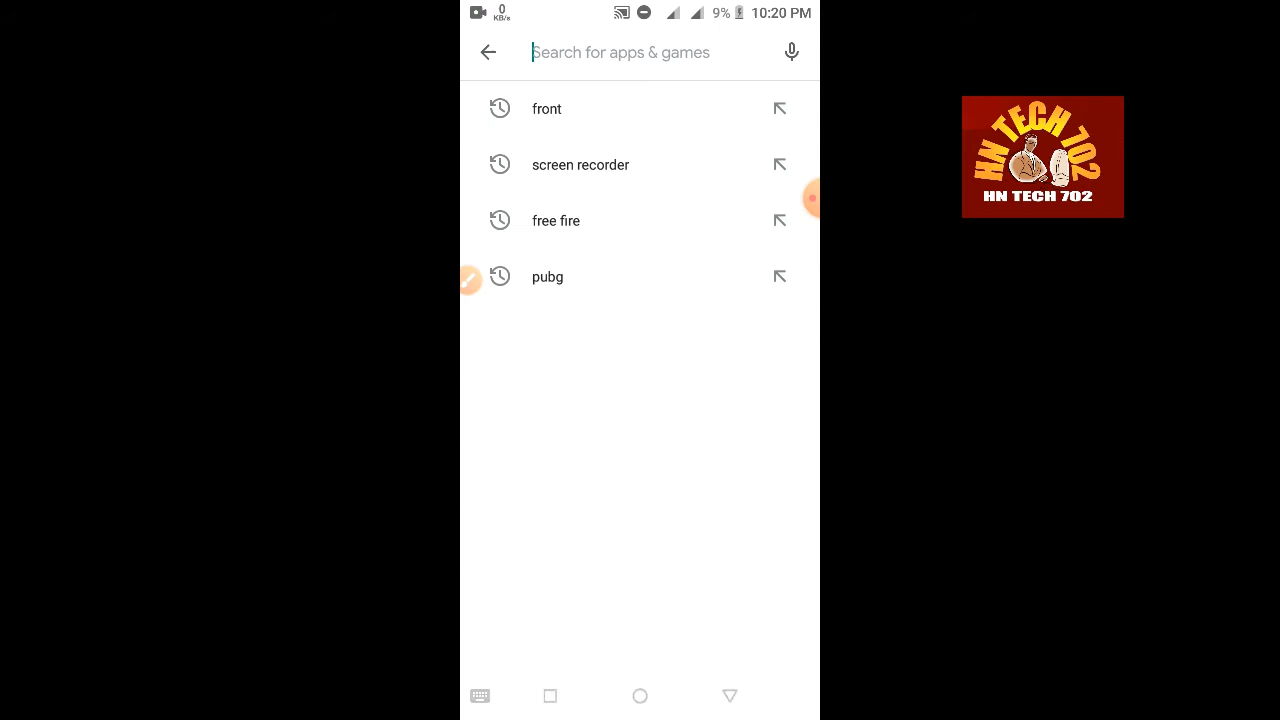 0
KB/s
9%
10:20 PM
Search for apps & games
front
screen recorder
free fire
pubg
HN TECH 702
HN TECH 702